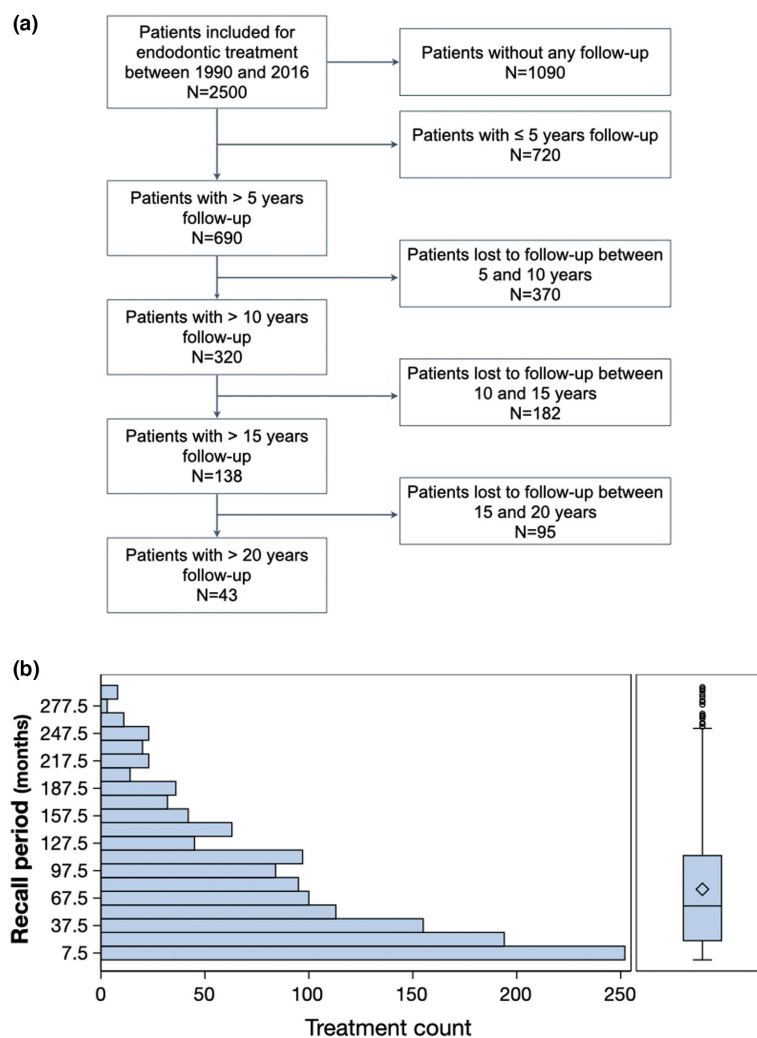 (a)
Patients included for
endodontic treatment
between 1990 and 2016
N=2500
Patients without any follow-up
N=1090
Patients with ≤ 5 years follow-up
N=720
Patients with > 5 years
follow-up
N=690
Patients lost to follow-up between
5 and 10 years
N=370
Patients with > 10 years
follow-up
N=320
Patients lost to follow-up between
10 and 15 years
N=182
Patients with > 15 years
follow-up
N=138
Patients lost to follow-up between
15 and 20 years
N=95
Patients with > 20 years
follow-up
N=43
(b)
Recall period (months)
277.5
247.5
217.5
187.5
157.5
127.5
97.5
67.5
37.5
7.5
0 50 100 150 200 250
Treatment count